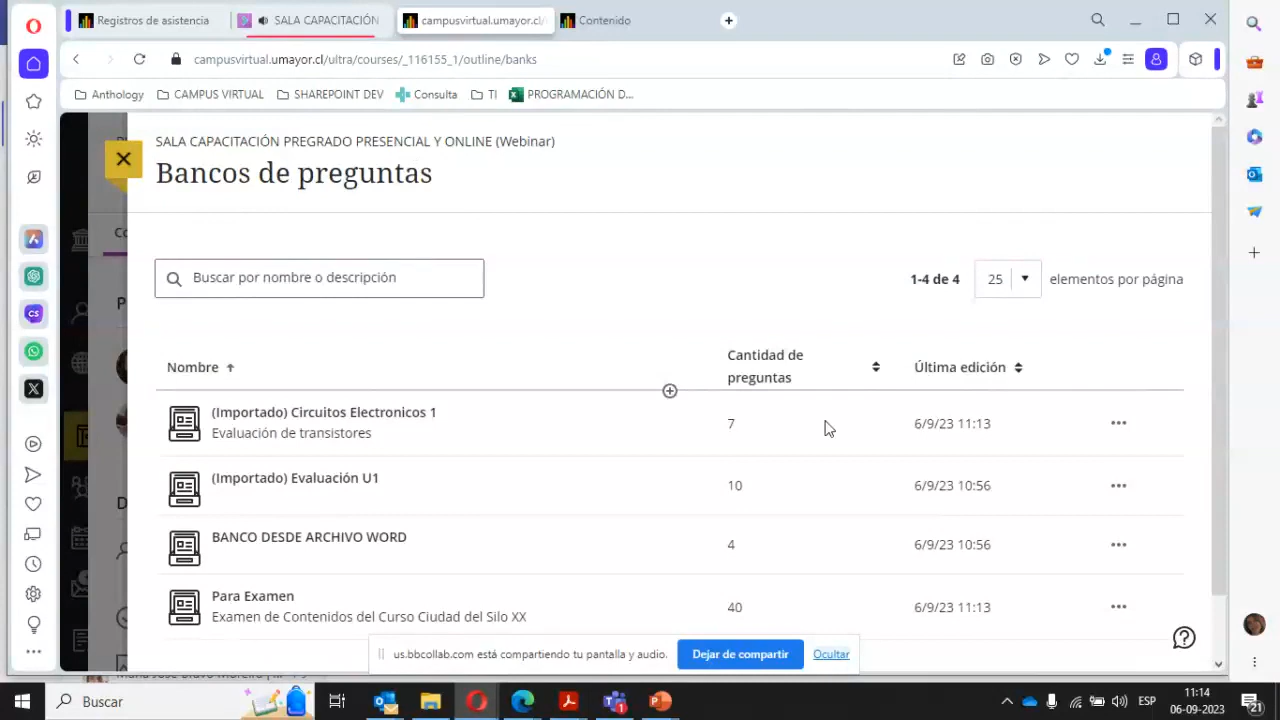 Registros de asistencia
SALA CAPACITACIÓN
campusvirtual.umayor.cl/
Contenido
campusvirtual.umayor.cl/ultra/courses/_116155_1/outline/banks
Anthology
CAMPUS VIRTUAL
SHAREPOINT DEV
Consulta
TI
PROGRAMACIÓN D...
SALA CAPACITACIÓN PREGRADO PRESENCIAL Y ONLINE (Webinar)
Bancos de preguntas
Buscar por nombre o descripción
1-4 de 4
25
elementos por página
Nombre
Cantidad de
preguntas
Última edición
(Importado) Circuitos Electronicos 1
Evaluación de transistores
7
6/9/23 11:13
(Importado) Evaluación U1
10
6/9/23 10:56
BANCO DESDE ARCHIVO WORD
4
6/9/23 10:56
Para Examen
Examen de Contenidos del Curso Ciudad del Silo XX
40
6/9/23 11:13
us.bbcollab.com está compartiendo tu pantalla y audio.
Dejar de compartir
Ocultar
CS
Buscar
ESP
11:14
06-09-2023
21